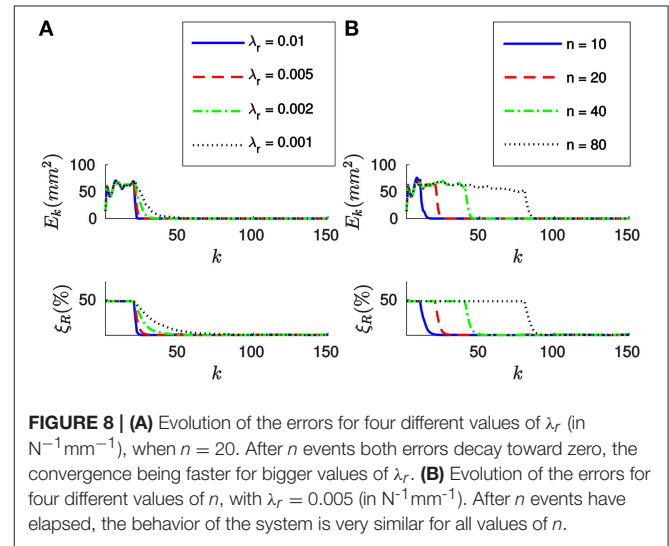 A
B
λr = 0.01
λr = 0.005
λr = 0.002
λr = 0.001
n = 10
n = 20
n = 40
n = 80
Ek(mm²)
100
50
0
50
100
150
k
ξR(%)
50
50
100
150
k
Ek(mm²)
100
50
0
50
100
150
k
ξR(%)
50
50
100
150
k
FIGURE 8 | (A) Evolution of the errors for four different values of λr (in
N−1mm−1), when n = 20. After n events both errors decay toward zero, the
convergence being faster for bigger values of λr. (B) Evolution of the errors for
four different values of n, with λr = 0.005 (in N-1mm-1). After n events have
elapsed, the behavior of the system is very similar for all values of n.